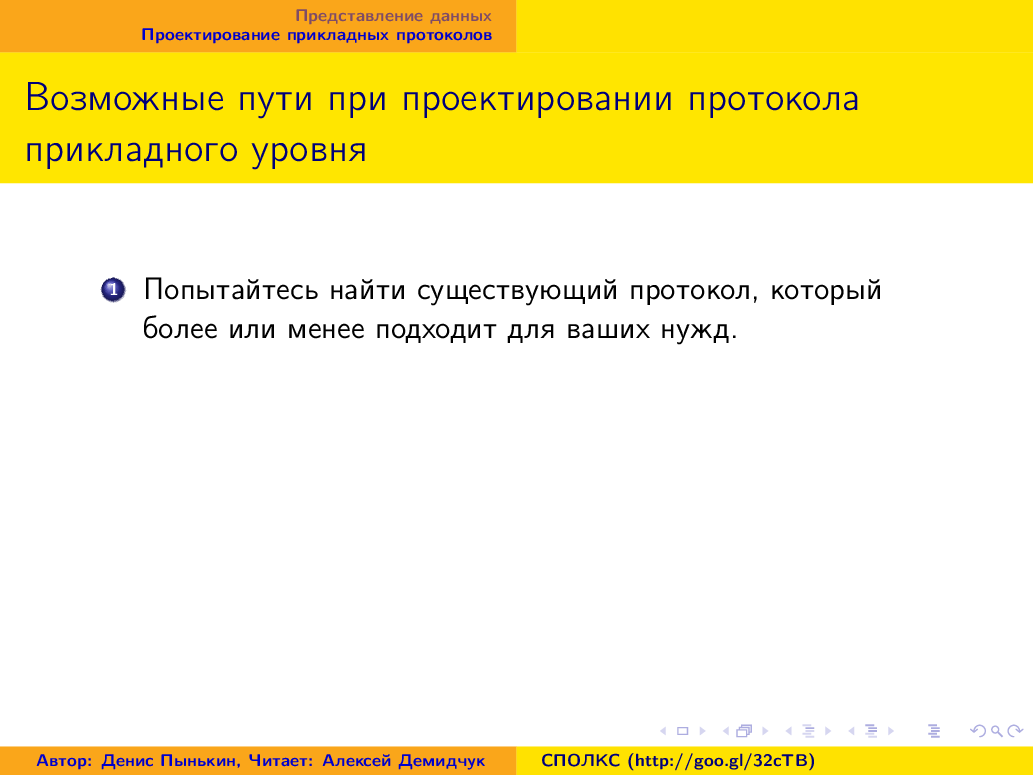 Представление данных
Проектирование прикладных протоколов
Возможные пути при проектировании протокола
прикладного уровня
1 Попытайтесь найти существующий протокол, который
более или менее подходит для ваших нужд.
Автор: Денис Пынькин, Читает: Алексей Демидчук
СПОЛКС (http://goo.gl/32cTB)